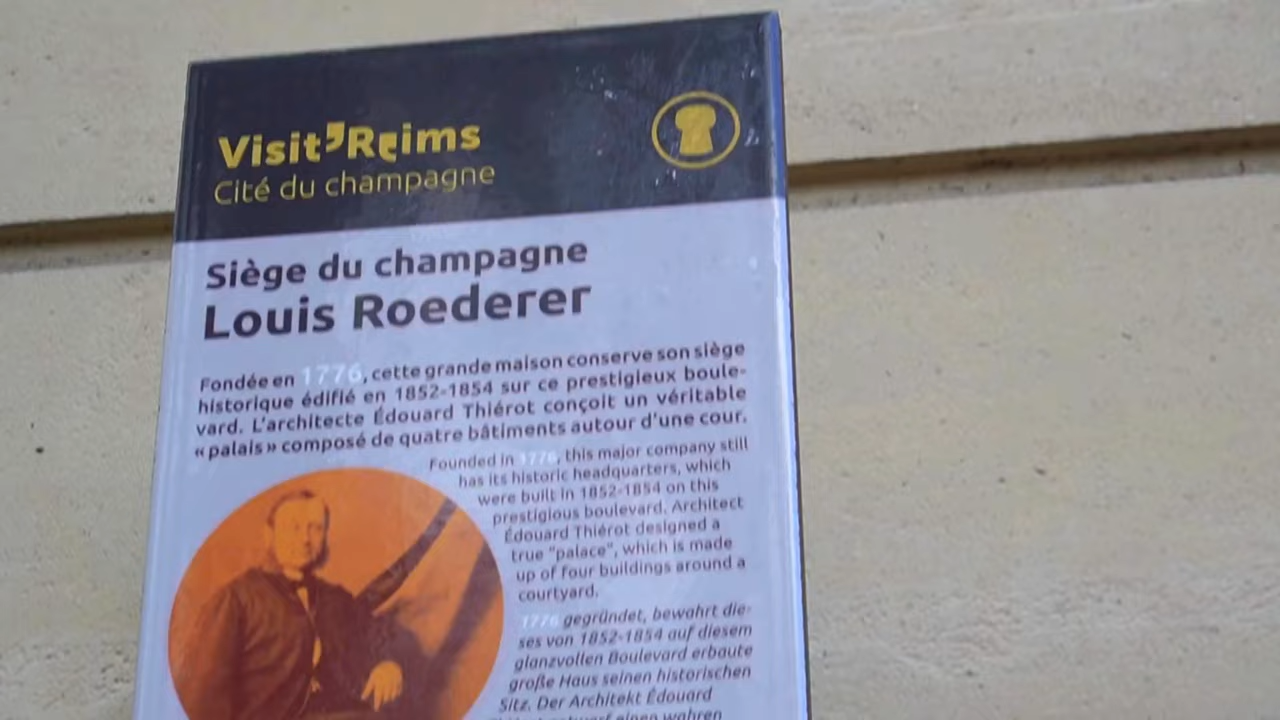 Visit'Reims
Cité du champagne
Siège du champagne
Louis Roederer
Fondée en 1776, cette grande maison conserve son siège
historique édifié en 1852-1854 sur ce prestigieux boule-
vard. L'architecte Édouard Thiérot conçoit un véritable
« palais » composé de quatre bâtiments autour d'une cour.
Founded in 1776, this major company still
has its historic headquarters, which
were built in 1852-1854 on this
prestigious boulevard. Architect
Édouard Thiérot designed a
true "palace", which is made
up of four buildings around a
courtyard.
1776 gegründet, bewahrt die-
ses von 1852-1854 auf diesem
glanzvollen Boulevard erbaute
große Haus seinen historischen
Sitz. Der Architekt Édouard
entwarf einen wahren